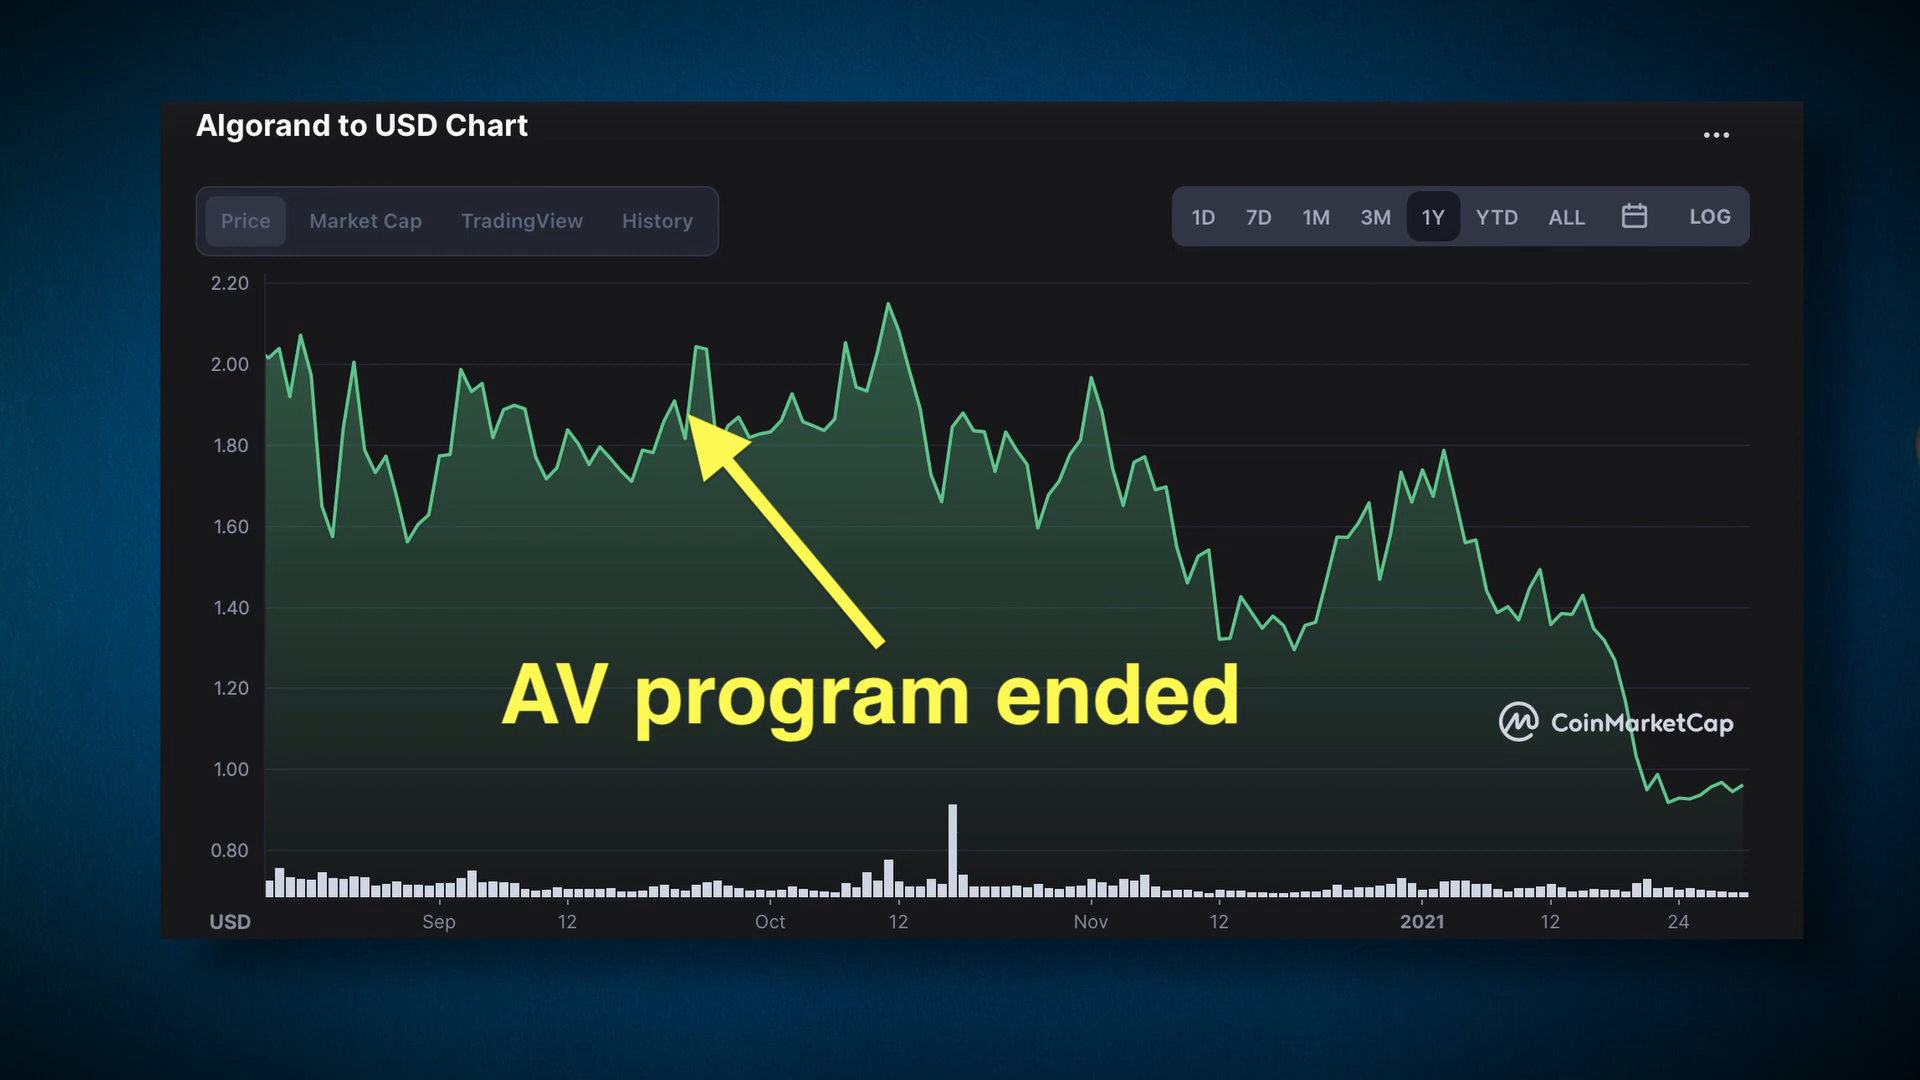 Algorand to USD Chart
Price Market Cap TradingView History
1D 7D 1M 3M 1Y YTD ALL LOG
2.20
2.00
1.80
1.60
1.40
1.20
1.00
0.80
AV program ended
CoinMarketCap
USD Sep 12 Oct 12 Nov 12 2021 12 24